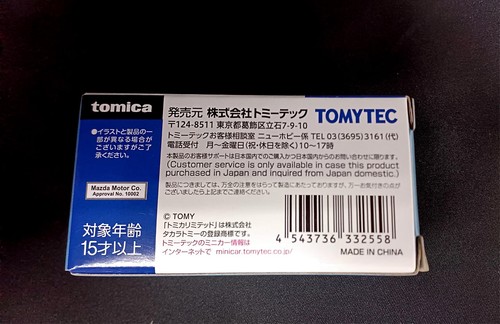 tomica
●イラストと製品の一
部が異なる場合が
ございますがご了
承ください。
Mazda Motor Co.
Approval No. 10002
対象年齢
15才以上
発売元 株式会社トミーテック TOMYTEC
〒124-8511 東京都葛飾区立石7-9-10
トミーテックお客様相談室 ニューホビー係 TEL 03(3695)3161(代)
電話受付 月~金曜日(祝・休日を除く)10~17時
本製品のお客様サポートは日本国内でのご購入かつ日本国内からのお問い合わせに限ります。
(Customer service is only available in case this product
purchased in Japan and inquired from Japan domestic.)
製品につきましては、万全の注意をはらって製造にあたっておりますが、万一お気付きの点が
ございましたら上記までご連絡ください。
© TOMY
「トミカリミテッド」は株式会社
タカラトミーの登録商標です。
トミーテックのミニカー情報は
インターネットで minicar.tomytec.co.jp/
4 543736 332558
MADE IN CHINA